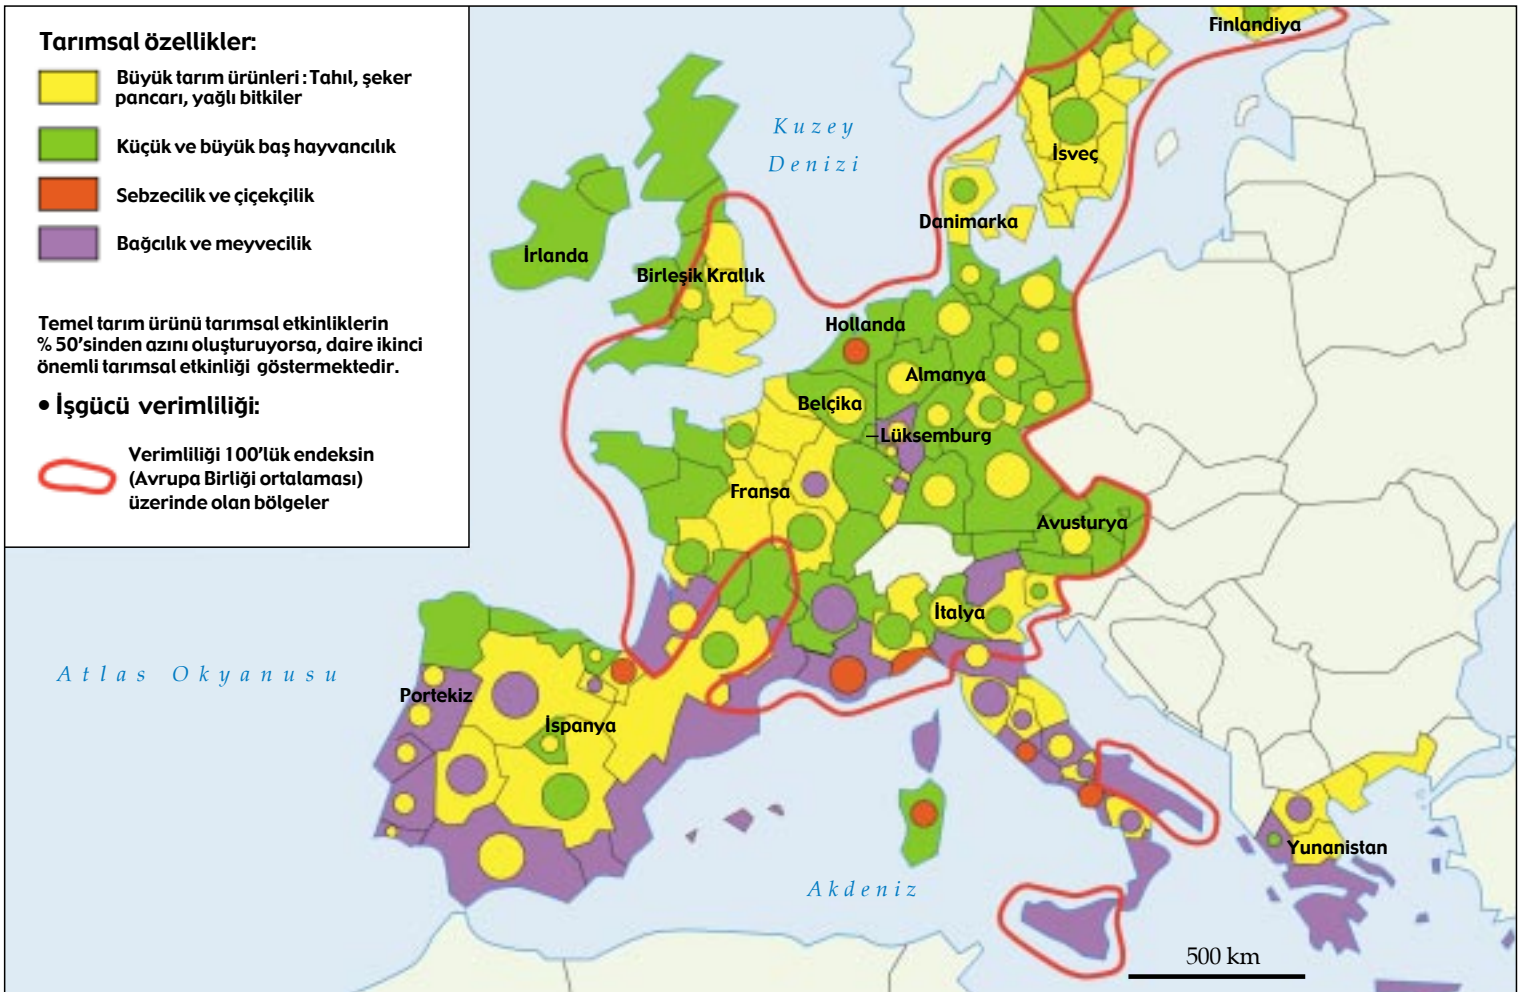 Tarımsal özellikler:
Büyük tarım ürünleri : Tahıl, şeker
pancarı, yağlı bitkiler
Küçük ve büyük baş hayvancılık
Sebzecilik ve çiçekçilik
Bağcılık ve meyvecilik
Temel tarım ürünü tarımsal etkinliklerin
% 50'sinden azını oluşturuyorsa, daire ikinci
önemli tarımsal etkinliği göstermektedir.
• İşgücü verimliliği:
Verimliliği 100'lük endeksin
(Avrupa Birliği ortalaması)
üzerinde olan bölgeler
Finlandiya
Kuzey
Denizi
İsveç
Danimarka
İrlanda
Birleşik Krallık
Hollanda
Almanya
Belçika
Lüksemburg
Fransa
Avusturya
İtalya
Atlas Okyanusu
Portekiz
İspanya
Yunanistan
Akdeniz
500 km